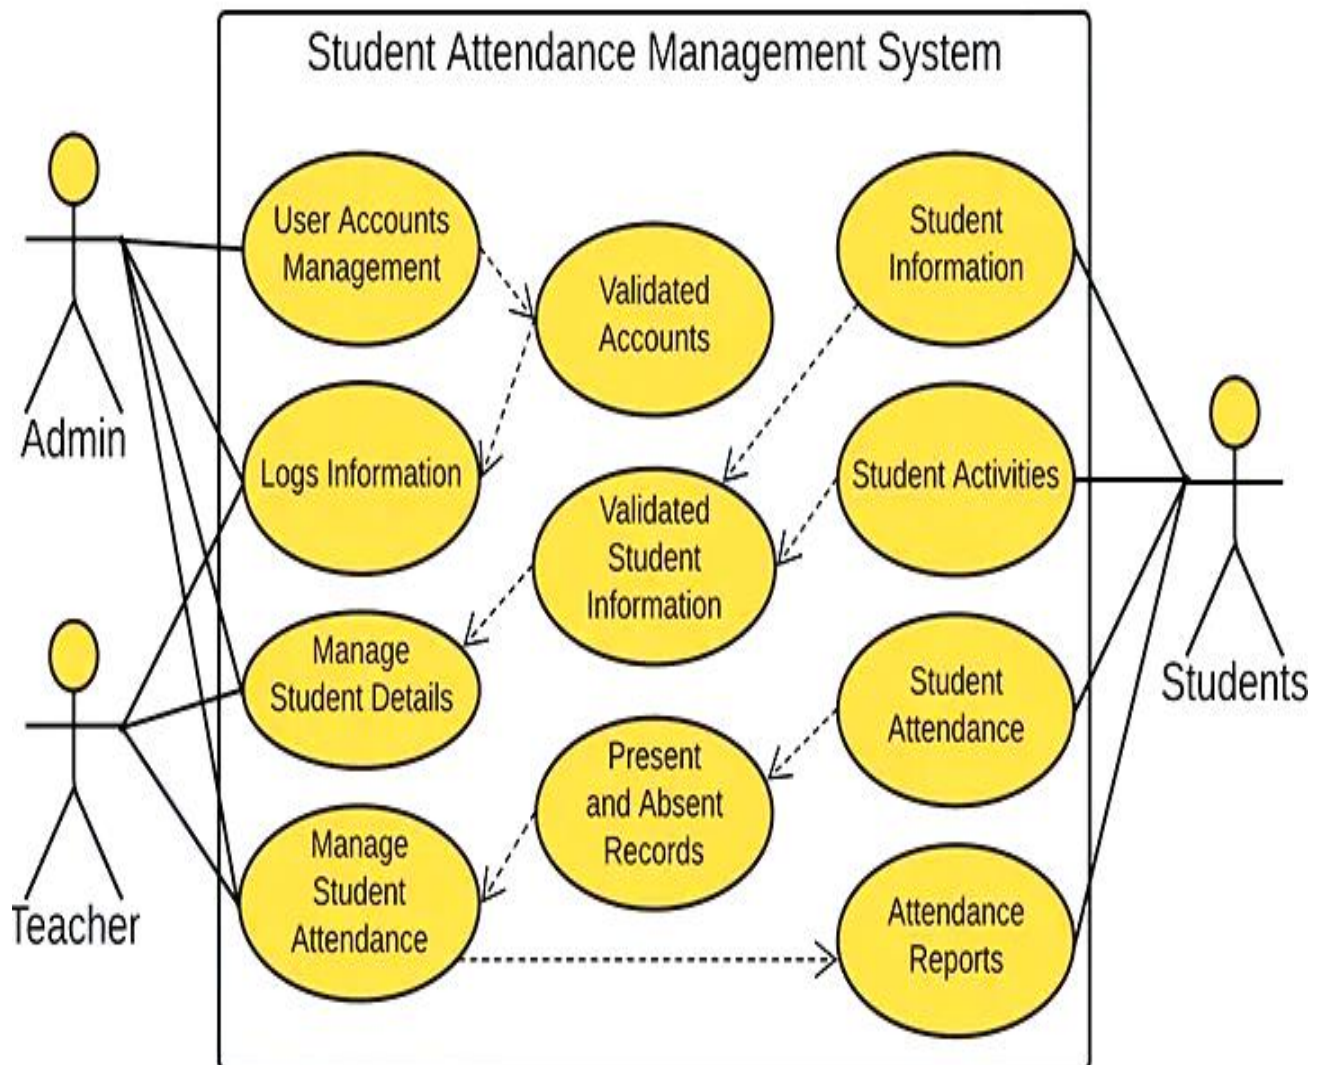 Student Attendance Management System
User Accounts
Management
Validated
Accounts
Student
Information
Admin
Logs Information
Validated
Student
Information
Student Activities
Manage
Student Details
Student
Attendance
Students
Present
and Absent
Records
Teacher
Manage
Student
Attendance
Attendance
Reports